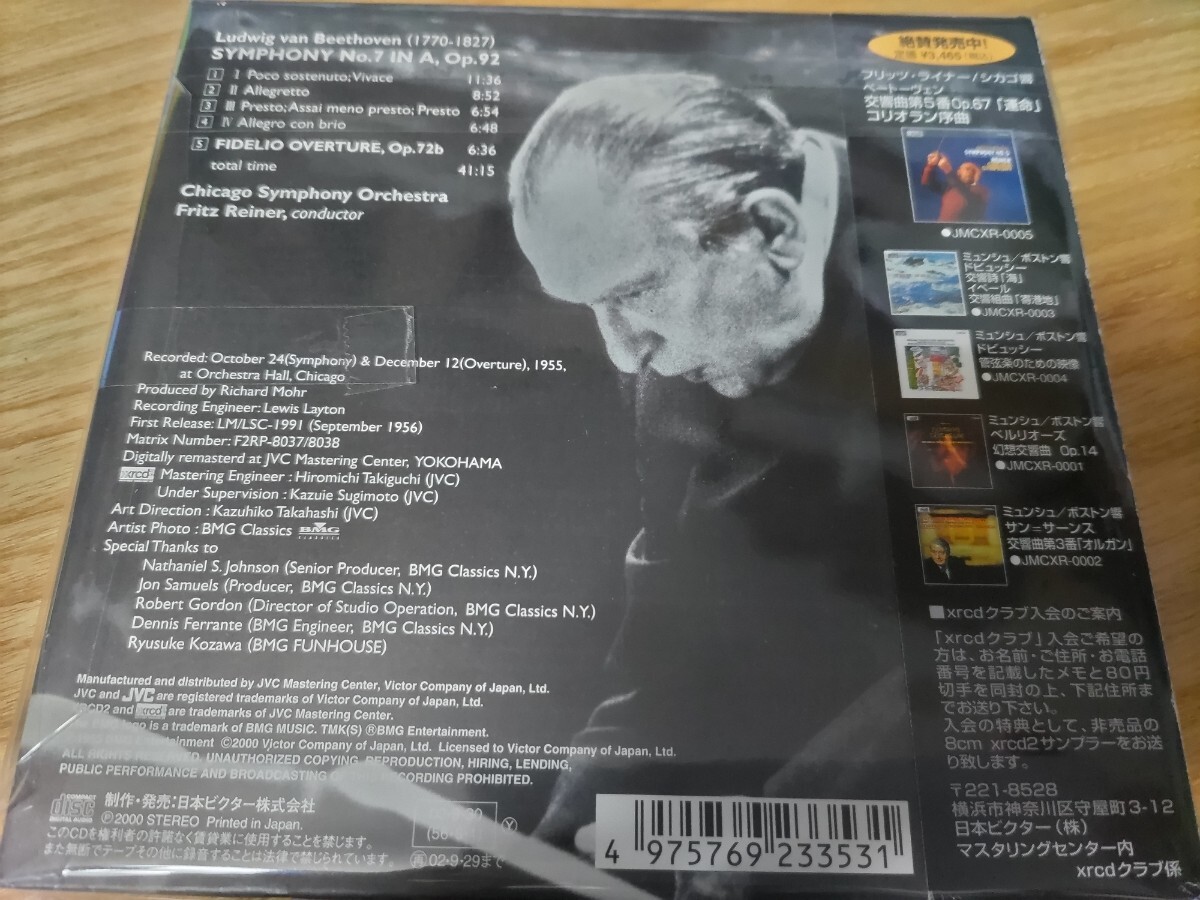 Ludwig van Beethoven (1770-1827)
SYMPHONY No.7 IN A, Op.92
1 I Poco sostenuto;Vivace 11:36
2 II Allegretto 8:52
3 III Presto;Assai meno presto; Presto 6:54
4 IV Allegro con brio 6:48
5 FIDELIO OVERTURE, Op.72b 6:36
total time 41:15
Chicago Symphony Orchestra
Fritz Reiner, conductor
Recorded: October 24(Symphony) & December 12(Overture), 1955,
at Orchestra Hall, Chicago
Produced by Richard Mohr
Recording Engineer: Lewis Layton
First Release: LM/LSC-1991 (September 1956)
Matrix Number: F2RP-8037/8038
Digitally remasterd at JVC Mastering Center, YOKOHAMA
xrcd Mastering Engineer : Hiromichi Takiguchi (JVC)
Under Supervision : Kazuie Sugimoto (JVC)
Art Direction : Kazuhiko Takahashi (JVC)
Artist Photo : BMG Classics BMG CLASSICS
Special Thanks to
Nathaniel S. Johnson (Senior Producer, BMG Classics N.Y.)
Jon Samuels (Producer, BMG Classics N.Y.)
Robert Gordon (Director of Studio Operation, BMG Classics N.Y.)
Dennis Ferrante (BMG Engineer, BMG Classics N.Y.)
Ryusuke Kozawa (BMG FUNHOUSE)
Manufactured and distributed by JVC Mastering Center, Victor Company of Japan, Ltd.
JVC and JVC are registered trademarks of Victor Company of Japan, Ltd.
and xrcd are trademarks of JVC Mastering Center.
is a trademark of BMG MUSIC. TMK(S) ®BMG Entertainment.
Entertainment ©2000 Victor Company of Japan, Ltd. Licensed to Victor Company of Japan, Ltd.
ALL RIGHTS RESERVED. UNAUTHORIZED COPYING, REPRODUCTION, HIRING, LENDING,
PUBLIC PERFORMANCE AND BROADCASTING RECORDING PROHIBITED.
COMPACT disc DIGITAL AUDIO
制作・発売:日本ビクター株式会社
℗2000 STEREO Printed in Japan.
このCDを権利者の許諾なく賃貸業に使用することを禁じます。
また無断でテープその他に録音することは法律で禁じられています。
Y
再02・9・29まで
4 975769 233531
絶賛発売中!
定価 ¥3,465(税込)
フリッツ・ライナー/シカゴ響
ベートーヴェン
交響曲第5番Op.67「運命」
コリオラン序曲
●JMCXR-0005
ミュンシュ/ボストン響
ドビュッシー
交響詩「海」
イベール
交響組曲「寄港地」
●JMCXR-0003
ミュンシュ/ボストン響
ドビュッシー
管弦楽のための映像
●JMCXR-0004
ミュンシュ/ボストン響
ベルリオーズ
幻想交響曲 Op.14
●JMCXR-0001
ミュンシュ/ボストン響
サン=サーンス
交響曲第3番「オルガン」
●JMCXR-0002
■xrcdクラブ入会のご案内
「xrcdクラブ」入会ご希望の
方は、お名前・ご住所・お電話
番号を記載したメモと80円
切手を同封の上、下記住所ま
でお送り下さい。
入会の特典として、非売品の
8cm xrcd2サンプラーをお送
り致します。
〒221-8528
横浜市神奈川区守屋町3-12
日本ビクター(株)
マスタリングセンター内
xrcdクラブ係